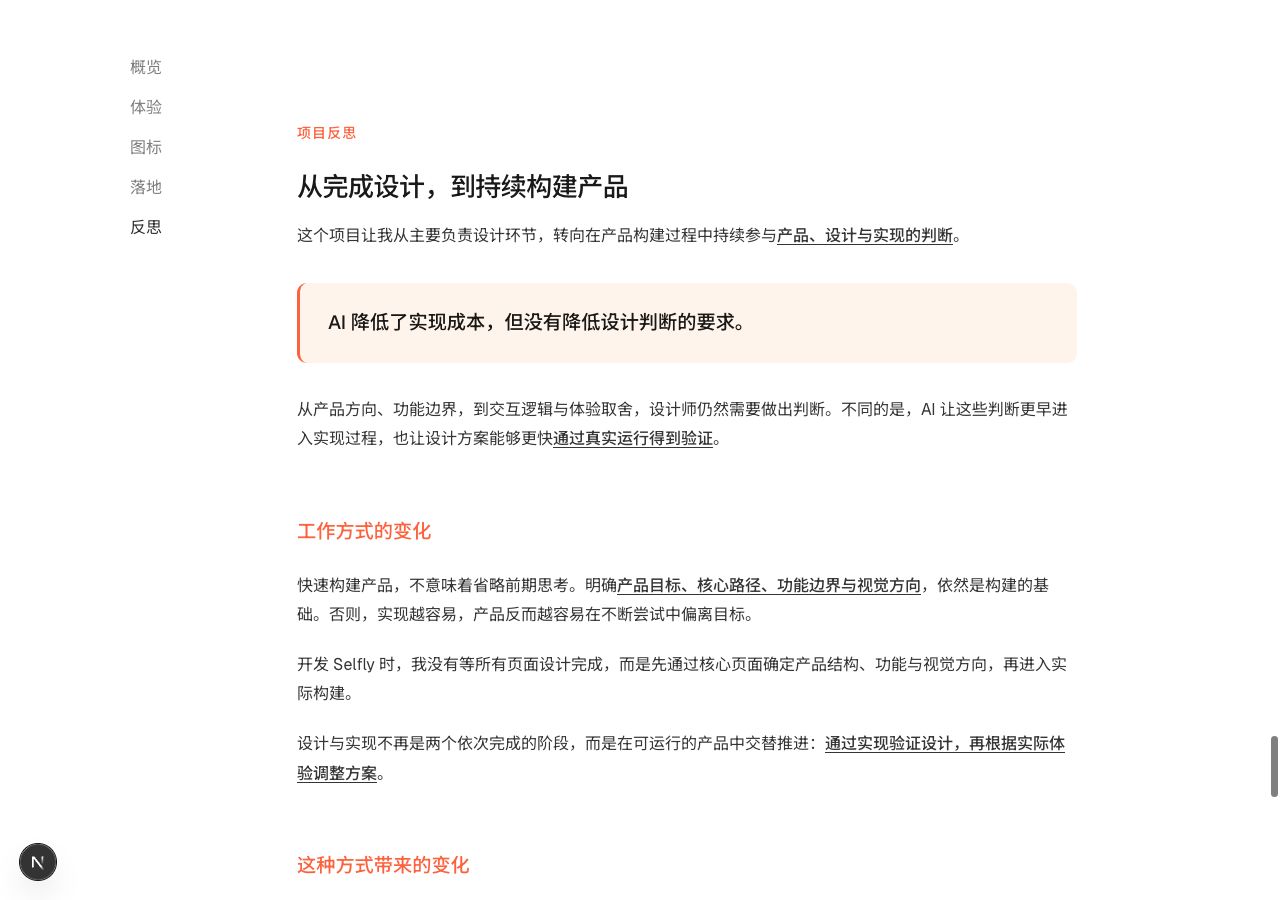 概览
体验
图标
落地
反思
项目反思
从完成设计，到持续构建产品
这个项目让我从主要负责设计环节，转向在产品构建过程中持续参与产品、设计与实现的判断。
AI 降低了实现成本，但没有降低设计判断的要求。
从产品方向、功能边界，到交互逻辑与体验取舍，设计师仍然需要做出判断。不同的是，AI 让这些判断更早进
入实现过程，也让设计方案能够更快通过真实运行得到验证。
工作方式的变化
快速构建产品，不意味着省略前期思考。明确产品目标、核心路径、功能边界与视觉方向，依然是构建的基
础。否则，实现越容易，产品反而越容易在不断尝试中偏离目标。
开发 Selfly 时，我没有等所有页面设计完成，而是先通过核心页面确定产品结构、功能与视觉方向，再进入实
际构建。
设计与实现不再是两个依次完成的阶段，而是在可运行的产品中交替推进：通过实现验证设计，再根据实际体
验调整方案。
这种方式带来的变化
N